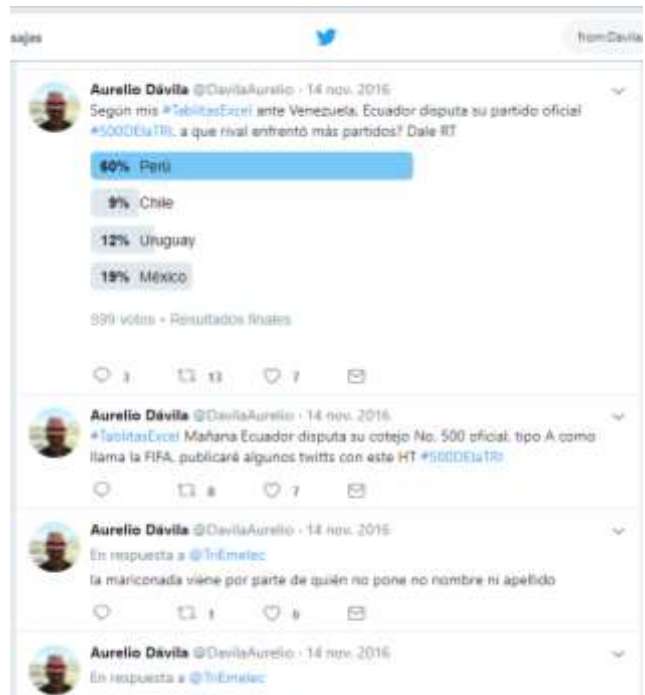 sajes
from:Davila
Aurelio Dávila @DavilaAurelio · 14 nov. 2016
Según mis #TablitasExcel ante Venezuela, Ecuador disputa su partido oficial
#500DElaTRI, a que rival enfrentó más partidos? Dale RT
60% Perú
9% Chile
12% Uruguay
19% México
votos • Resultados finales
3 13 7
Aurelio Dávila @DavilaAurelio · 14 nov. 2016
#TablitasExcel Mañana Ecuador disputa su cotejo No. 500 oficial, tipo A como
llama la FIFA, publicaré algunos twitts con este HT #500DElaTRI
8 7
Aurelio Dávila @DavilaAurelio · 14 nov. 2016
En respuesta a @TriEmelec
la mariconada viene por parte de quién no pone no nombre ni apellido
1 6
Aurelio Dávila @DavilaAurelio · 14 nov. 2016
En respuesta a @TriEmelec